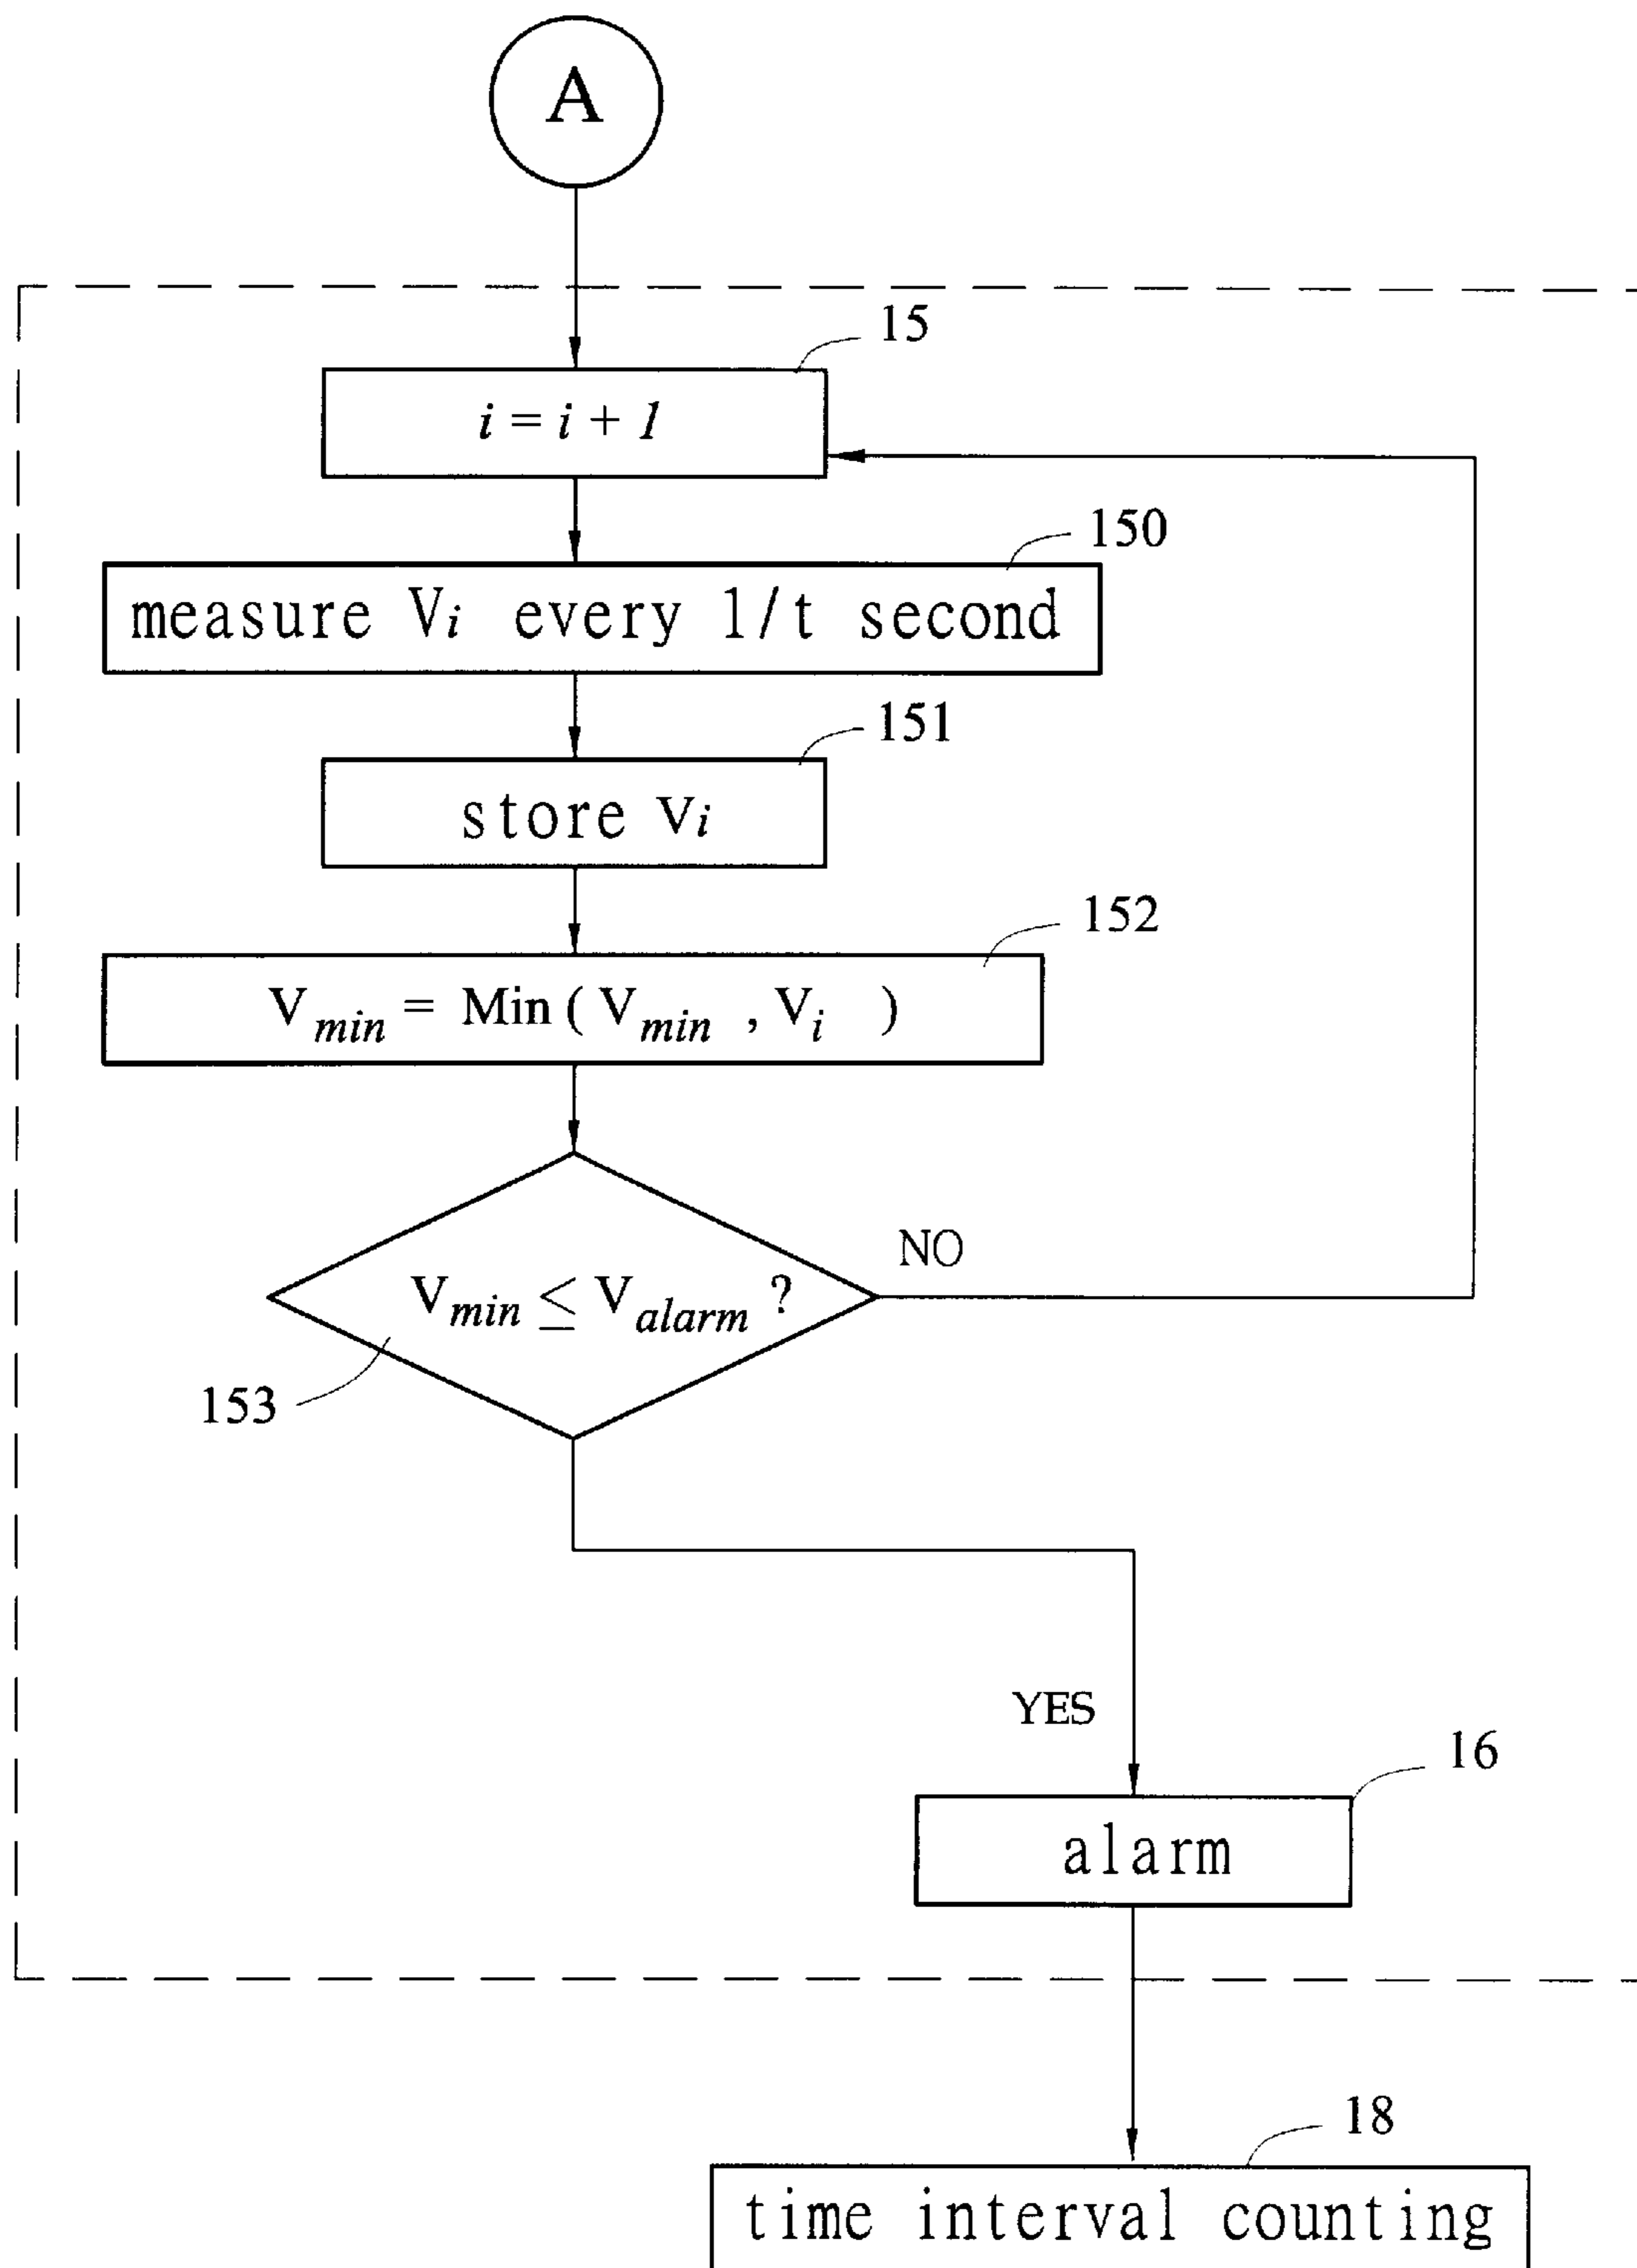 A
15
i = i + 1
150
measure Vi every 1/t second
151
store Vi
152
Vmin = Min ( Vmin , Vi )
NO
Vmin ≤ Valarm ?
153
YES
16
alarm
18
time interval counting